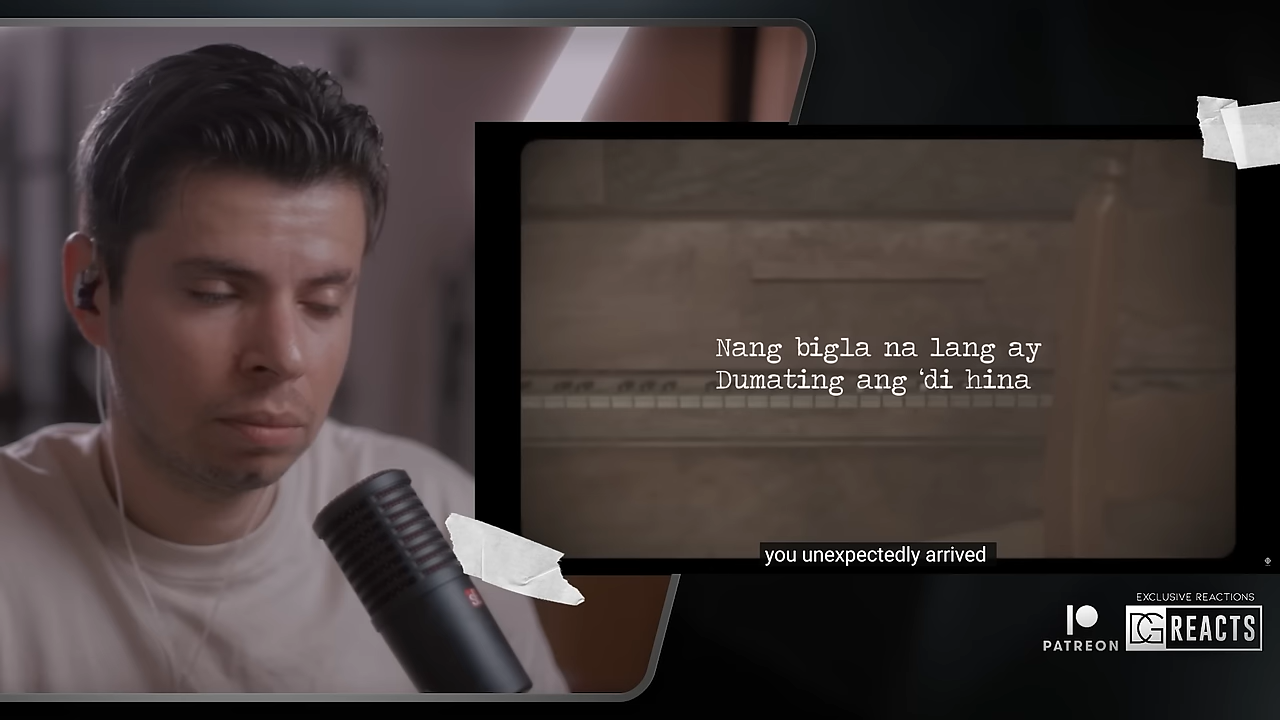 Nang bigla na lang ay
Dumating ang ‘di hina
you unexpectedly arrived
EXCLUSIVE REACTIONS
PATREON
DG REACTS